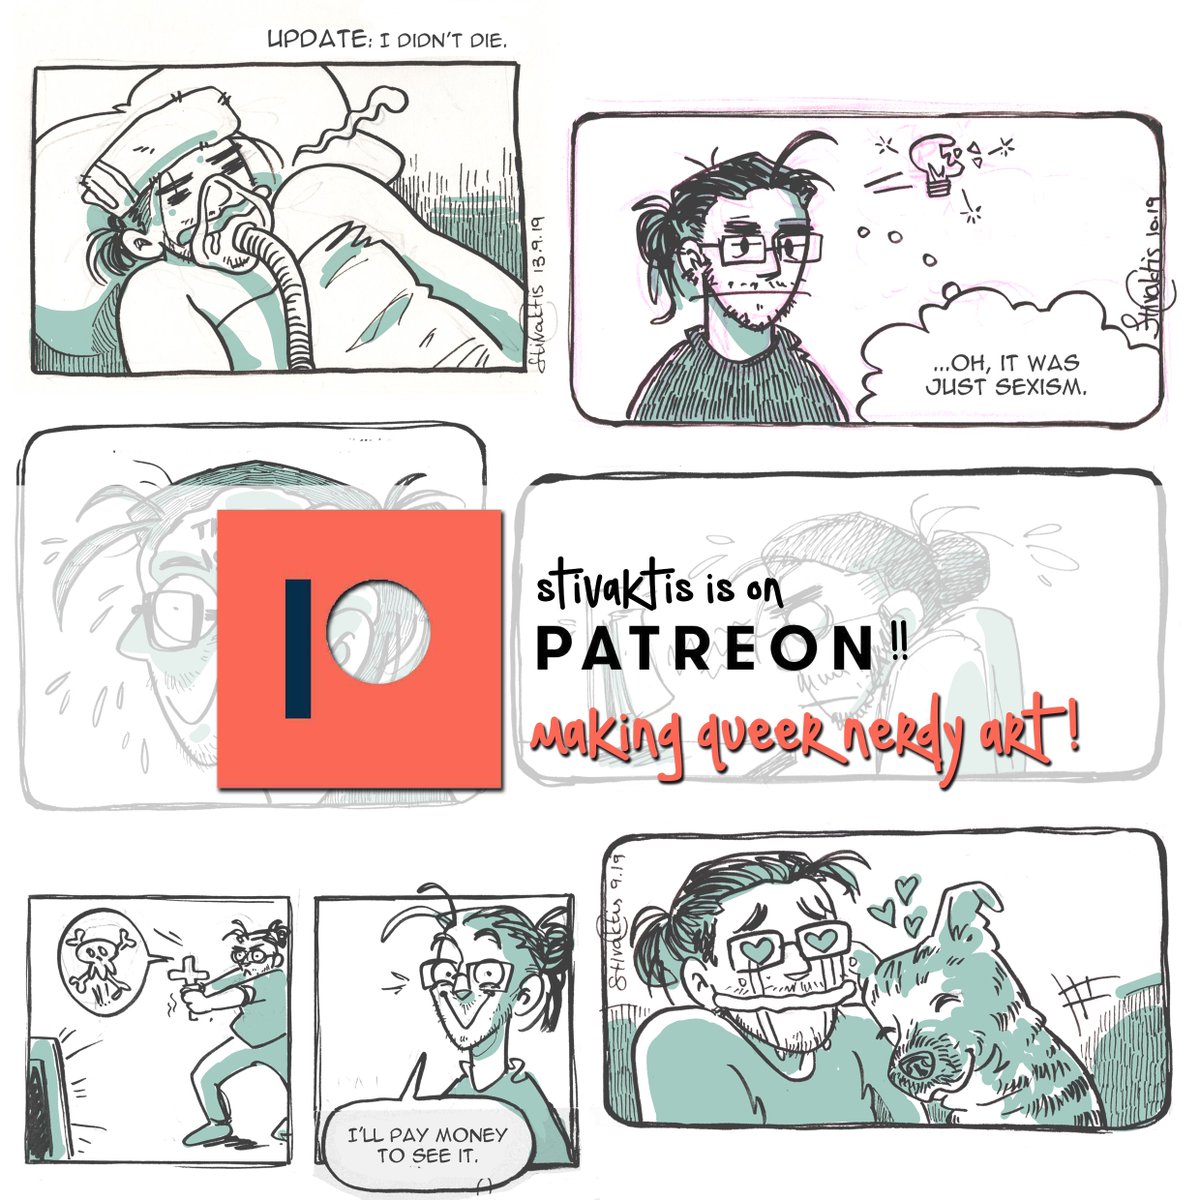 UPDATE: I DIDN'T DIE.
Stivaktis 13.9.19
Stivaktis 10.19
...OH, IT WAS
JUST SEXISM.
stivaktis is on
PATREON!!
making queer nerdy art!
Stivaktis 9.19
I'LL PAY MONEY
TO SEE IT.